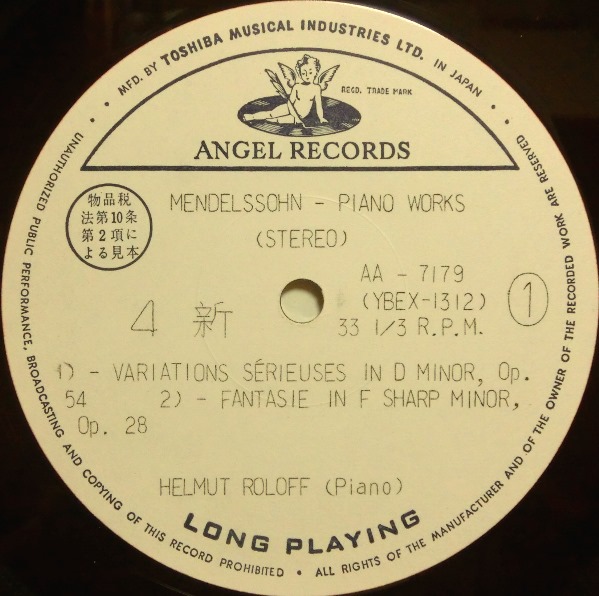 MFD. BY TOSHIBA MUSICAL INDUSTRIES LTD. IN JAPAN
REGD. TRADE MARK
ANGEL RECORDS
物品税
法第10条
第2項に
よる見本
MENDELSSOHN - PIANO WORKS
(STEREO)
AA - 7179
(YBEX-1312)
33 1/3 R.P.M.
1
4 新
1) - VARIATIONS SÉRIEUSES IN D MINOR, Op.
54 2) - FANTASIE IN F SHARP MINOR,
Op. 28
HELMUT ROLOFF (Piano)
LONG PLAYING
UNAUTHORIZED PUBLIC PERFORMANCE, BROADCASTING AND COPYING OF THIS RECORD PROHIBITED • ALL RIGHTS OF THE MANUFACTURER AND OF THE OWNER OF THE RECORDED WORK ARE RESERVED